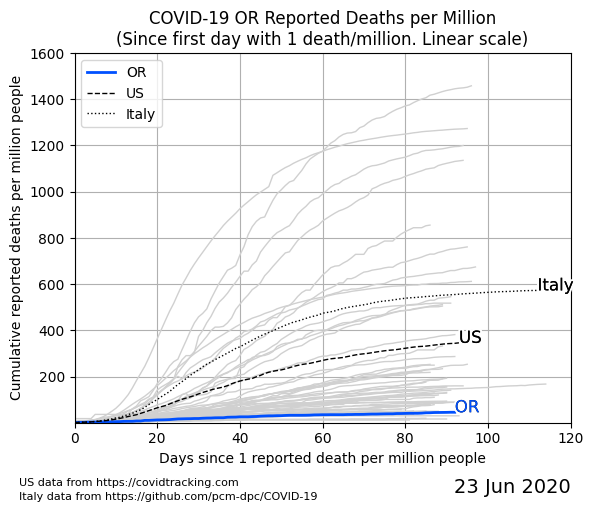 COVID-19 OR Reported Deaths per Million
(Since first day with 1 death/million. Linear scale)
Cumulative reported deaths per million people
1600
1400
1200
1000
800
600
400
200
OR
US
Italy
Italy
US
OR
0
20
40
60
80
100
120
Days since 1 reported death per million people
US data from https://covidtracking.com
Italy data from https://github.com/pcm-dpc/COVID-19
23 Jun 2020